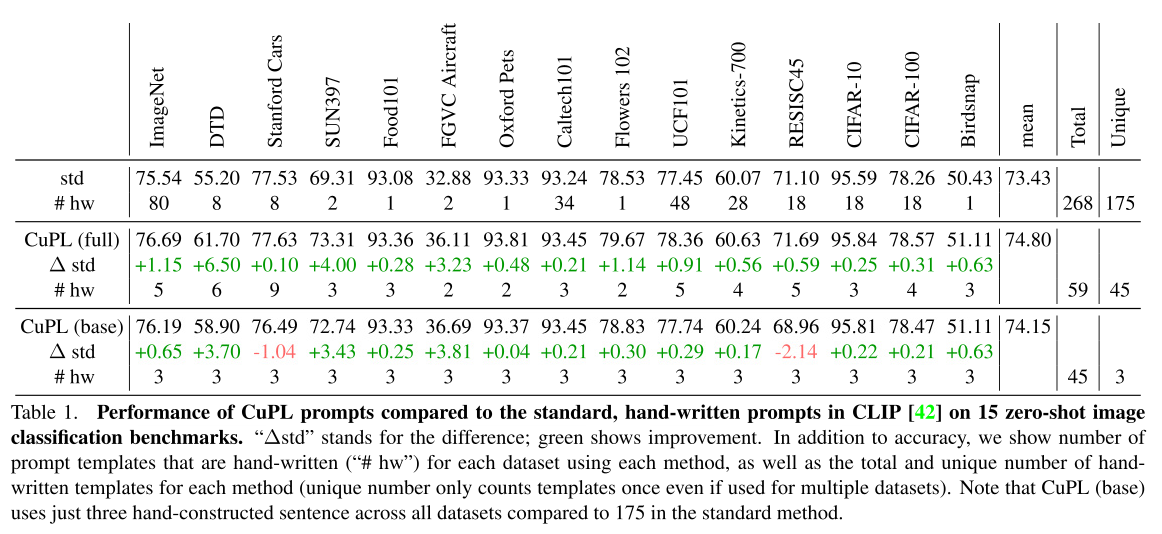 ImageNet DTD Stanford Cars SUN397 Food101 FGVC Aircraft Oxford Pets Caltech101 Flowers 102 UCF101 Kinetics-700 RESISC45 CIFAR-10 CIFAR-100 Birdsnap mean Total Unique
std 75.54 55.20 77.53 69.31 93.08 32.88 93.33 93.24 78.53 77.45 60.07 71.10 95.59 78.26 50.43 73.43
# hw 80 8 8 2 1 2 1 34 1 48 28 18 18 18 1 268 175
CuPL (full) 76.69 61.70 77.63 73.31 93.36 36.11 93.81 93.45 79.67 78.36 60.63 71.69 95.84 78.57 51.11 74.80
Δ std +1.15 +6.50 +0.10 +4.00 +0.28 +3.23 +0.48 +0.21 +1.14 +0.91 +0.56 +0.59 +0.25 +0.31 +0.63
# hw 5 6 9 3 3 2 2 3 2 5 4 5 3 4 3 59 45
CuPL (base) 76.19 58.90 76.49 72.74 93.33 36.69 93.37 93.45 78.83 77.74 60.24 68.96 95.81 78.47 51.11 74.15
Δ std +0.65 +3.70 -1.04 +3.43 +0.25 +3.81 +0.04 +0.21 +0.30 +0.29 +0.17 -2.14 +0.22 +0.21 +0.63
# hw 3 3 3 3 3 3 3 3 3 3 3 3 3 3 3 45 3
Table 1. Performance of CuPL prompts compared to the standard, hand-written prompts in CLIP [42] on 15 zero-shot image
classification benchmarks. “Δstd” stands for the difference; green shows improvement. In addition to accuracy, we show number of
prompt templates that are hand-written (“# hw”) for each dataset using each method, as well as the total and unique number of hand-
written templates for each method (unique number only counts templates once even if used for multiple datasets). Note that CuPL (base)
uses just three hand-constructed sentence across all datasets compared to 175 in the standard method.